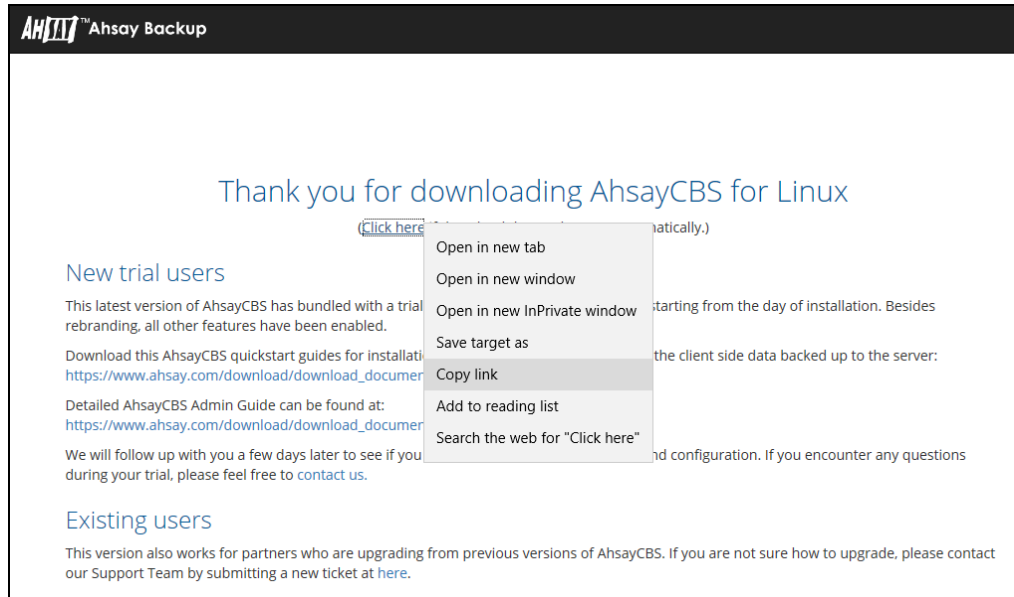 AH™Ahsay Backup
Thank you for downloading AhsayCBS for Linux
(Click here atically.)
Open in new tab
Open in new window
Open in new InPrivate window
Save target as
Copy link
Add to reading list
Search the web for "Click here"
New trial users
This latest version of AhsayCBS has bundled with a trial starting from the day of installation. Besides
rebranding, all other features have been enabled.
Download this AhsayCBS quickstart guides for installati the client side data backed up to the server:
https://www.ahsay.com/download/download_documen
Detailed AhsayCBS Admin Guide can be found at:
https://www.ahsay.com/download/download_documen
We will follow up with you a few days later to see if you nd configuration. If you encounter any questions
during your trial, please feel free to contact us.
Existing users
This version also works for partners who are upgrading from previous versions of AhsayCBS. If you are not sure how to upgrade, please contact
our Support Team by submitting a new ticket at here.